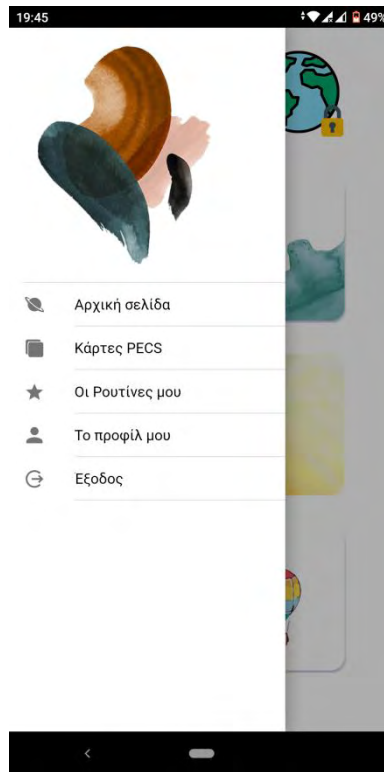 19:45
49%
Αρχική σελίδα
Κάρτες PECS
Οι Ρουτίνες μου
Το προφίλ μου
Εξοδος